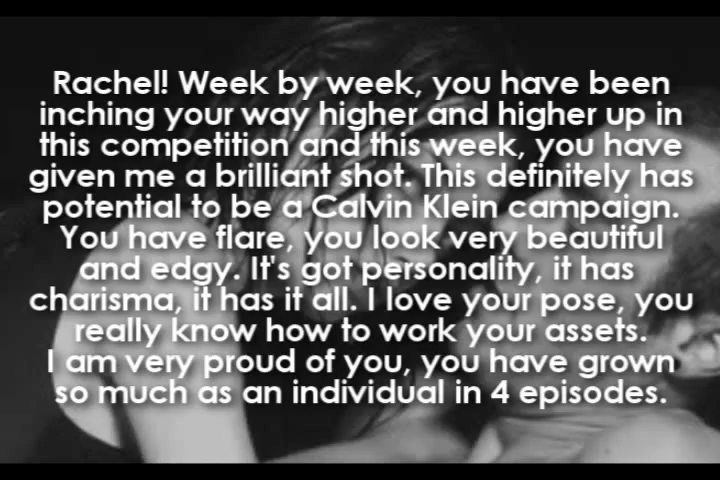 Rachel! Week by week, you have been
inching your way higher and higher up in
this competition and this week, you have
given me a brilliant shot. This definitely has
potential to be a Calvin Klein campaign.
You have flare, you look very beautiful
and edgy. It's got personality, it has
charisma, it has it all. I love your pose, you
really know how to work your assets.
I am very proud of you, you have grown
so much as an individual in 4 episodes.